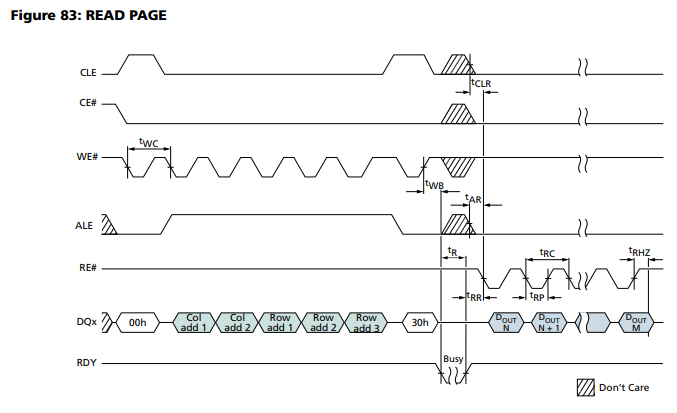 Figure 83: READ PAGE
CLE
tCLR
CE#
tWC
WE#
tWB
tAR
ALE
tR
tRC
tRHZ
RE#
tRR
tRP
DQx
00h
Col
add 1
Col
add 2
Row
add 1
Row
add 2
Row
add 3
30h
DOUT
N
DOUT
N + 1
DOUT
M
RDY
Busy
Don't Care